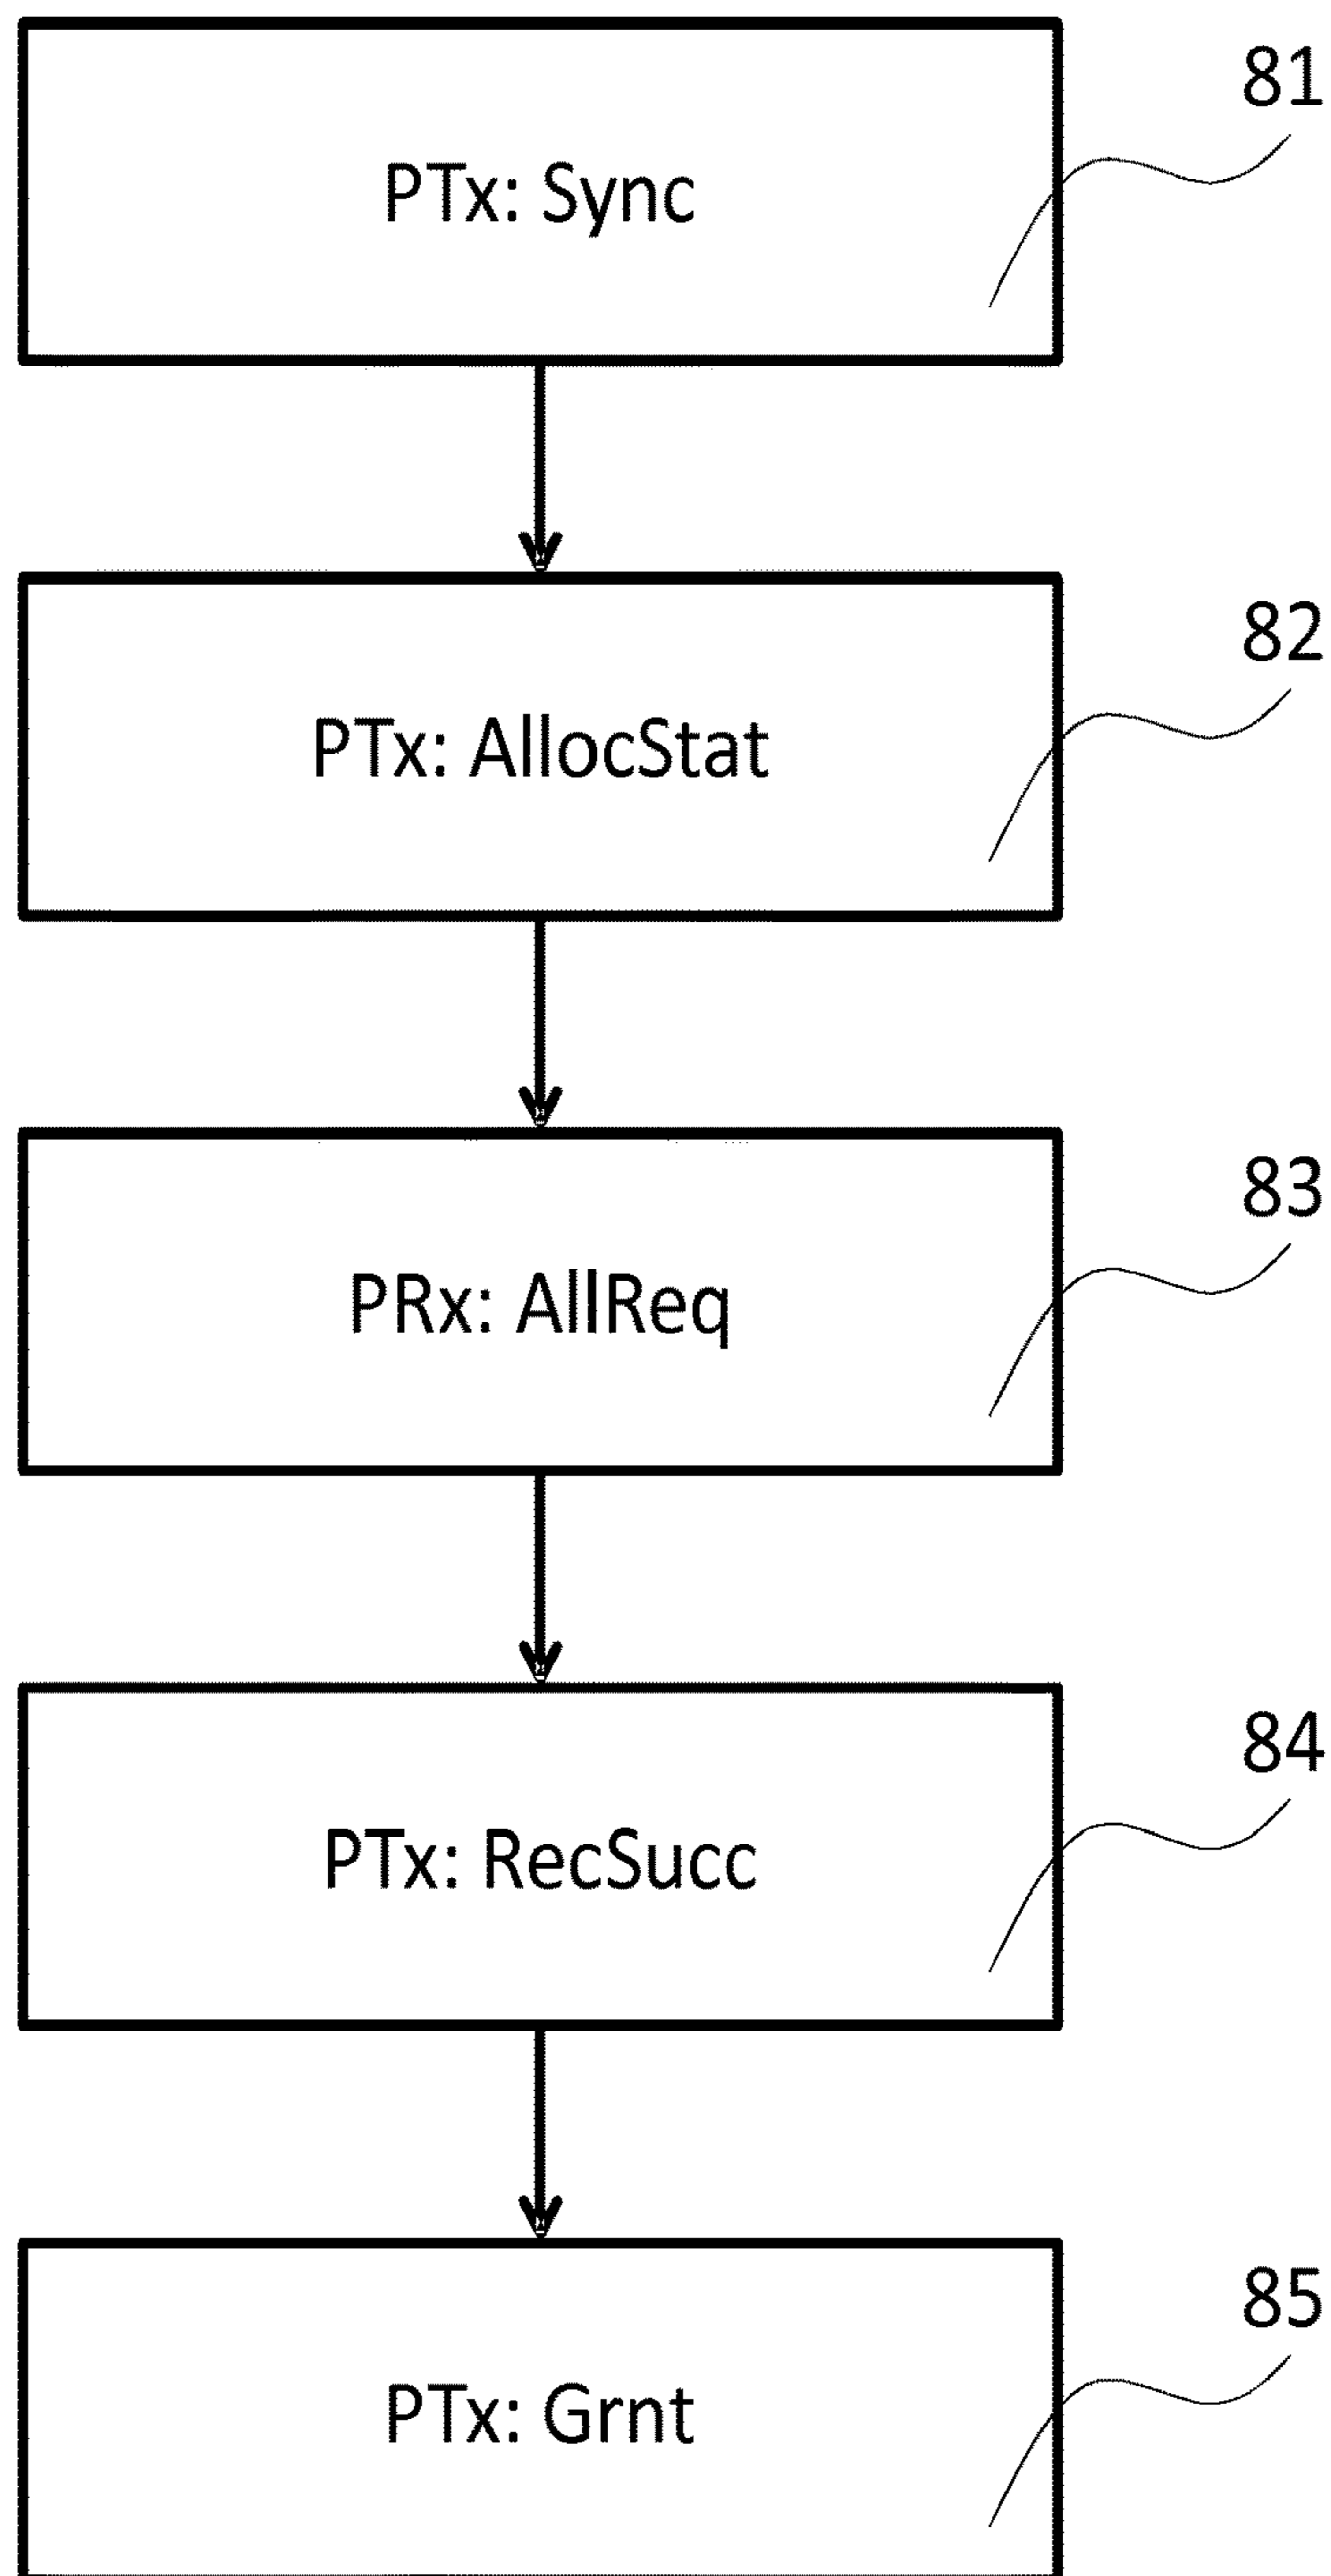 81
PTx: Sync
82
PTx: AllocStat
83
PRx: AllReq
84
PTx: RecSucc
85
PTx: Grnt